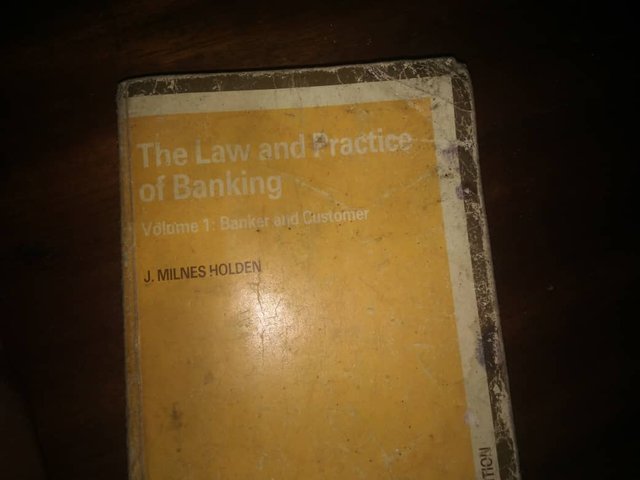 The Law and Practice
of Banking
Volume 1: Banker and Customer
J. MILNES HOLDEN